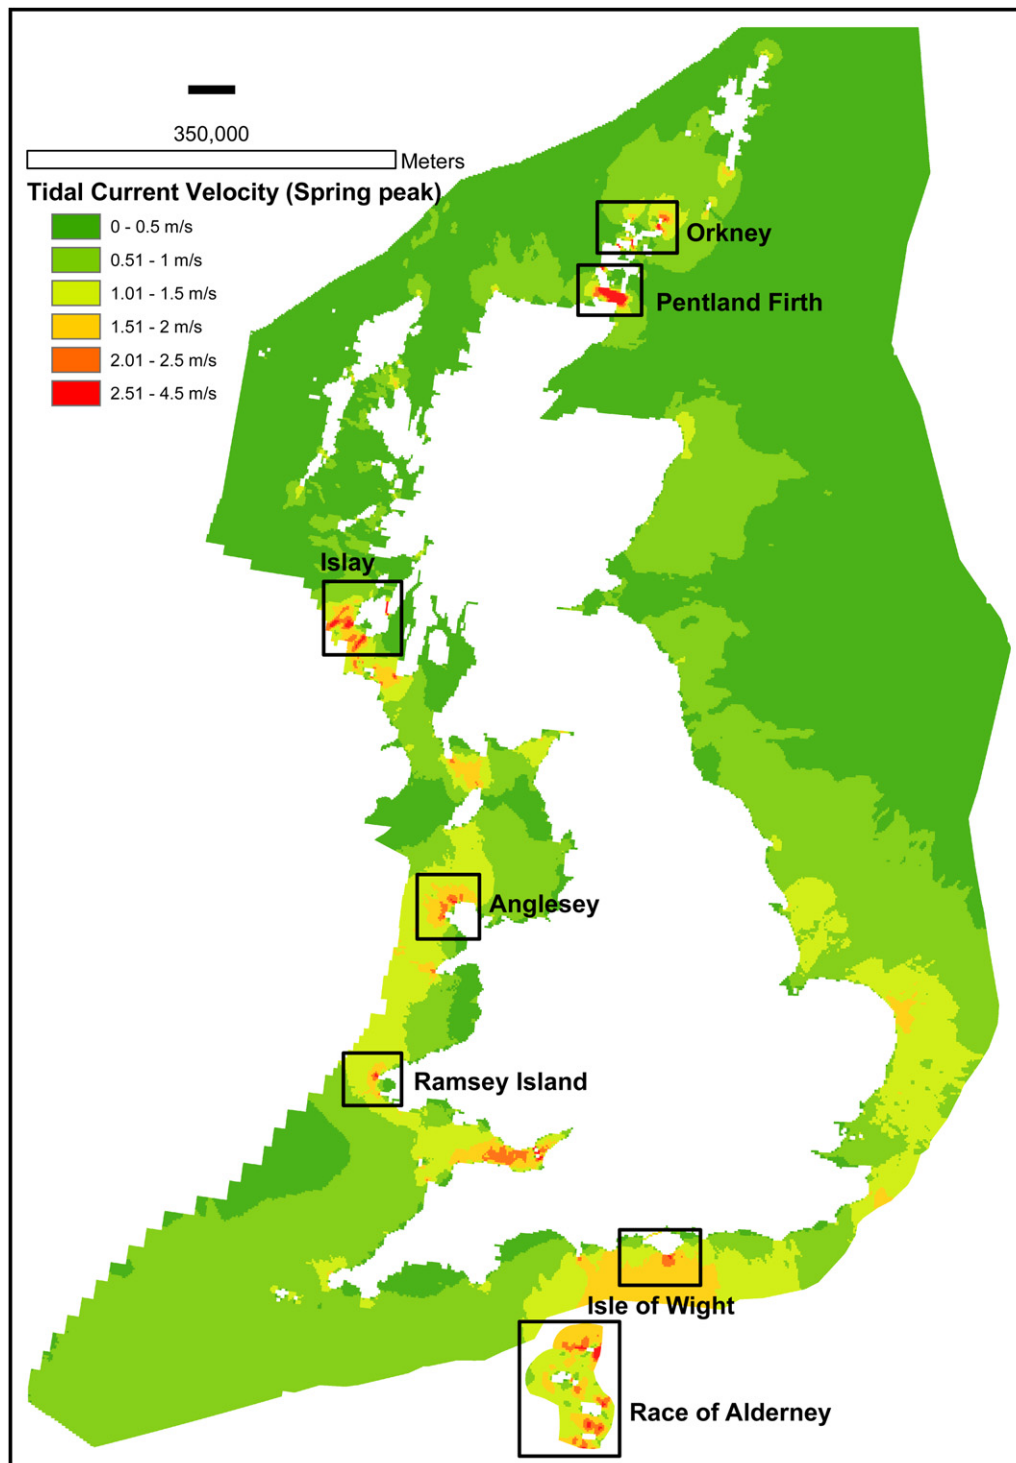 350,000
Meters
Tidal Current Velocity (Spring peak)
0 - 0.5 m/s
0.51 - 1 m/s
1.01 - 1.5 m/s
1.51 - 2 m/s
2.01 - 2.5 m/s
2.51 - 4.5 m/s
Orkney
Pentland Firth
Islay
Anglesey
Ramsey Island
Isle of Wight
Race of Alderney